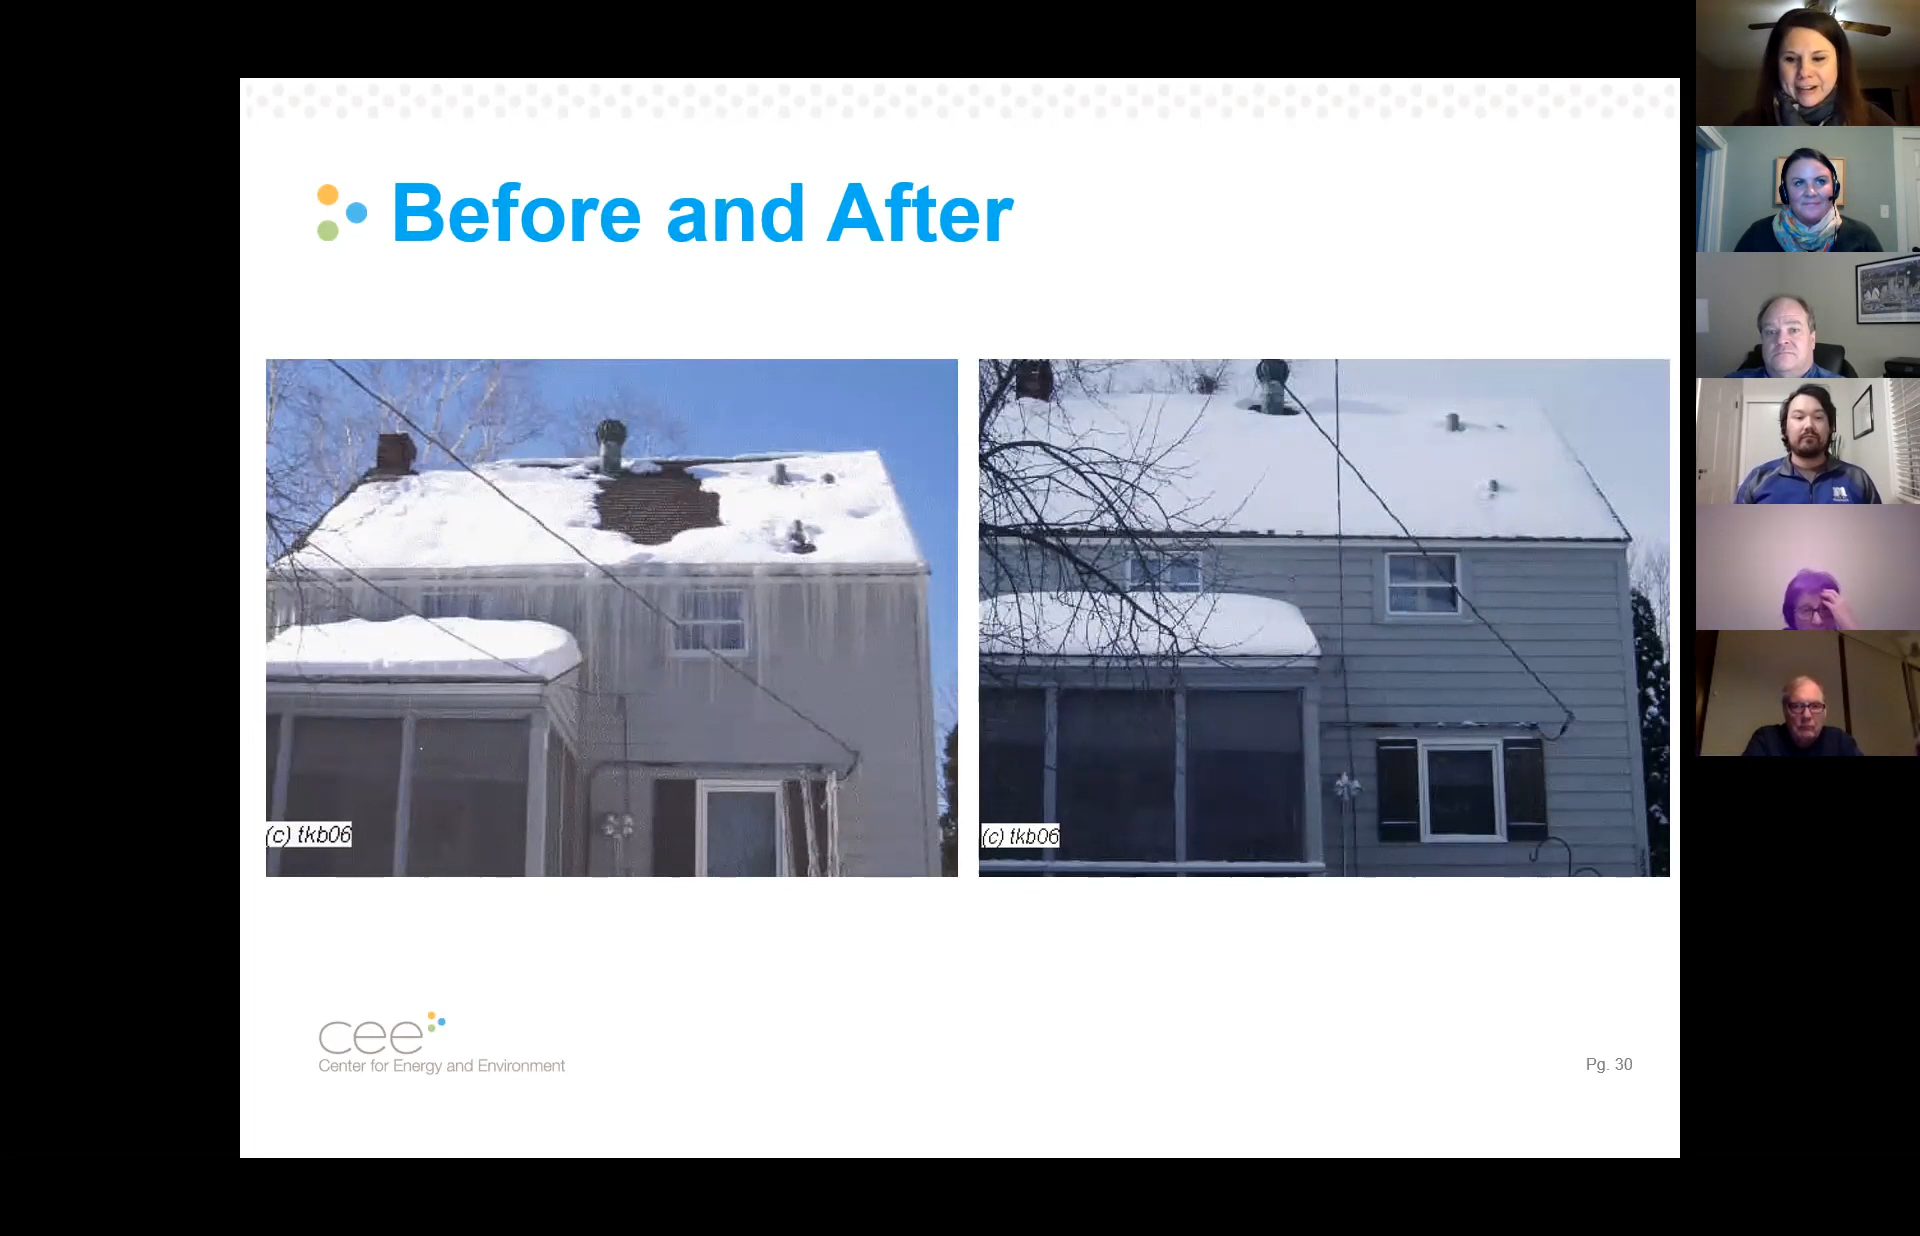 Before and After
(c) tkb06
(c) tkb06
cee
Center for Energy and Environment
Pg. 30